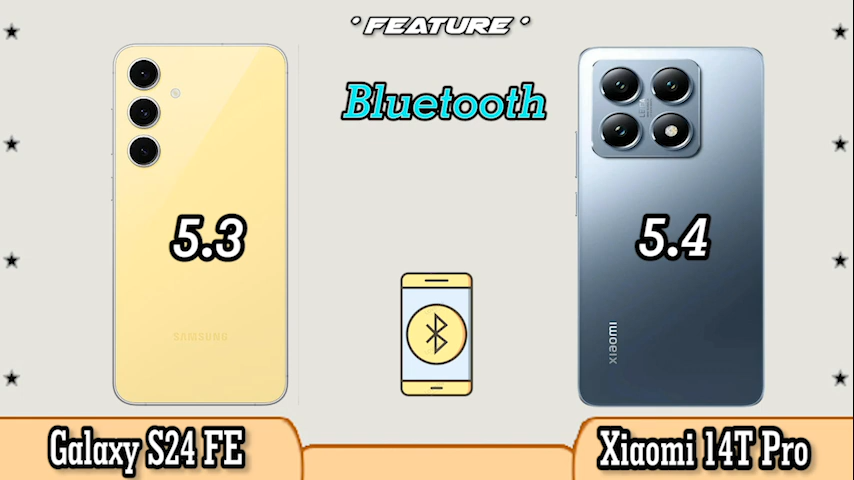 ' FEATURE '
Bluetooth
5.3
5.4
SAMSUNG
xiaomi
Galaxy S24 FE
Xiaomi 14T Pro